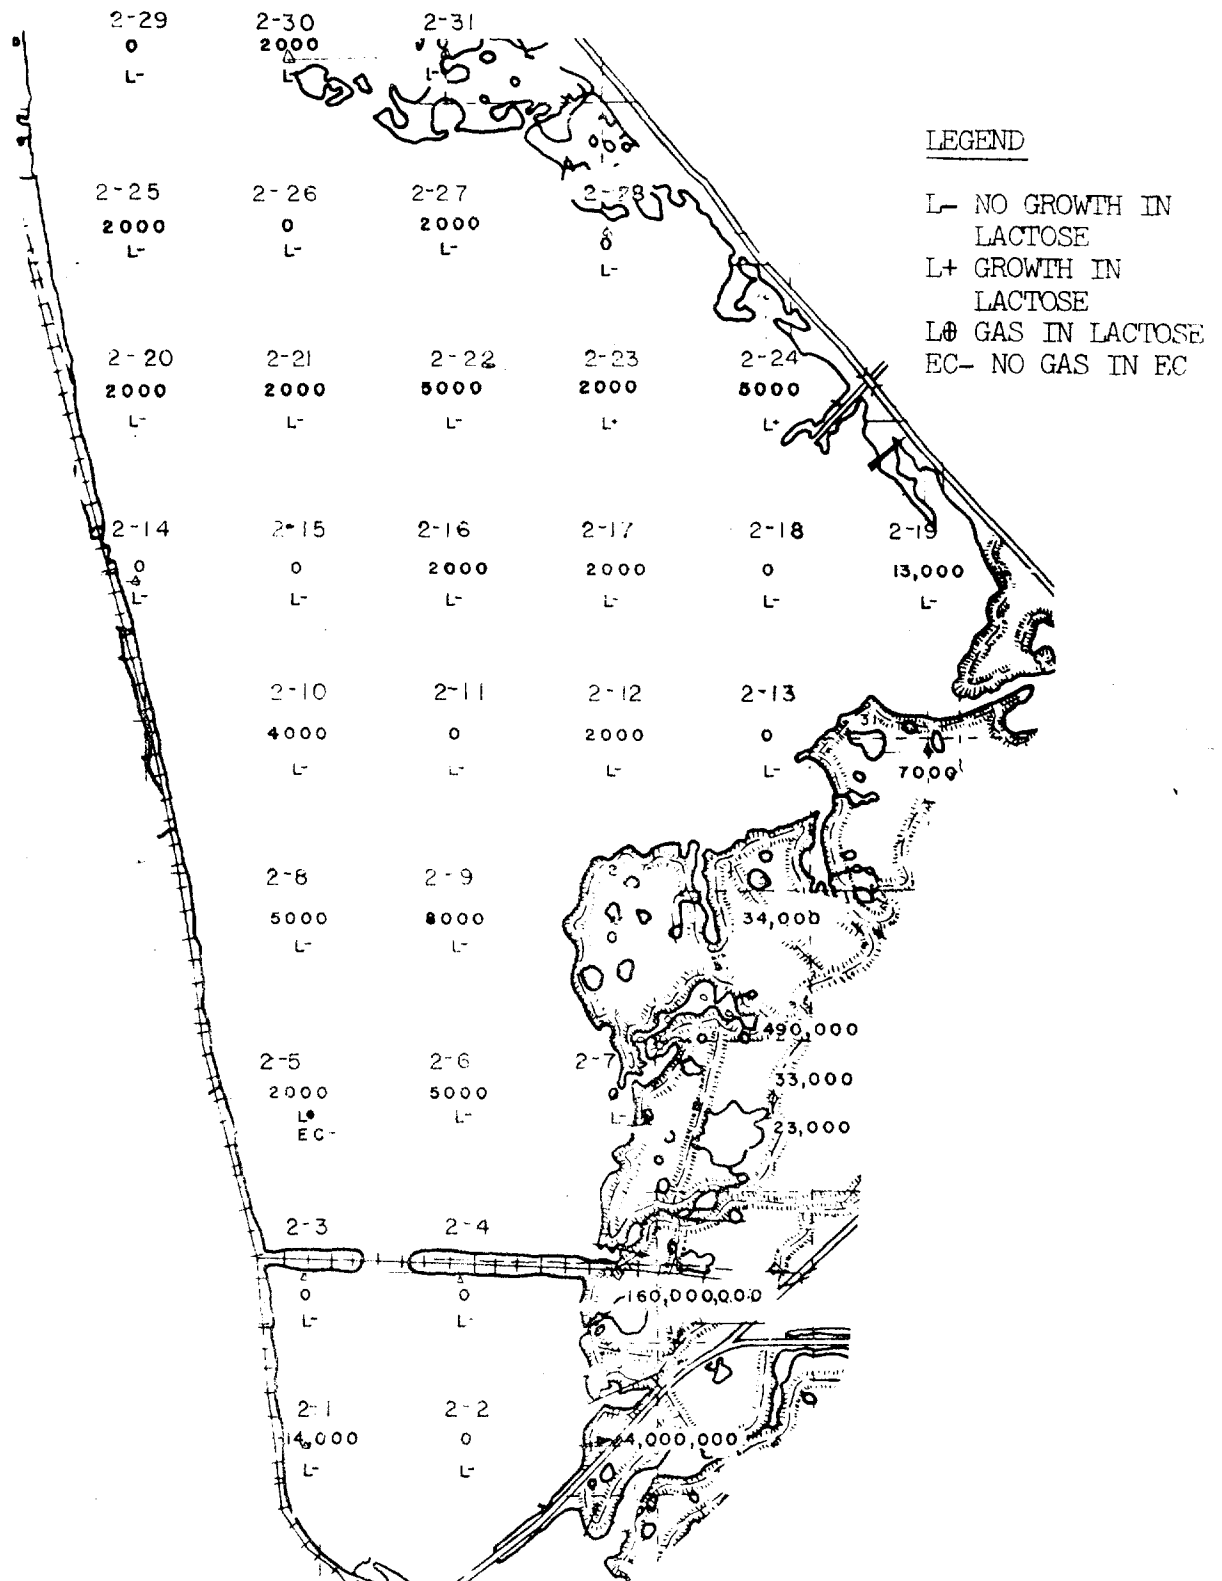 2-29 2-30 2-31
0 2000
L- L- L-
LEGEND
L- NO GROWTH IN
LACTOSE
L+ GROWTH IN
LACTOSE
L⊕ GAS IN LACTOSE
EC- NO GAS IN EC
2-25 2-26 2-27 2-28
2000 0 2000 0
L- L- L- L-
2-20 2-21 2-22 2-23 2-24
2000 2000 5000 2000 5000
L- L- L- L+ L+
2-14 2-15 2-16 2-17 2-18 2-19
0 0 2000 2000 0 13,000
L- L- L- L- L- L-
2-10 2-11 2-12 2-13
4000 0 2000 0
L- L- L- L-
31
7000
2-8 2-9
5000 8000 34,000
L- L-
490,000
2-5 2-6 2-7
33,000
2000 5000 0
L⊕ L- L-
EC-
23,000
2-3 2-4
0 0 160,000,000
L- L-
2-1 2-2
14,000 0 4,000,000
L- L-